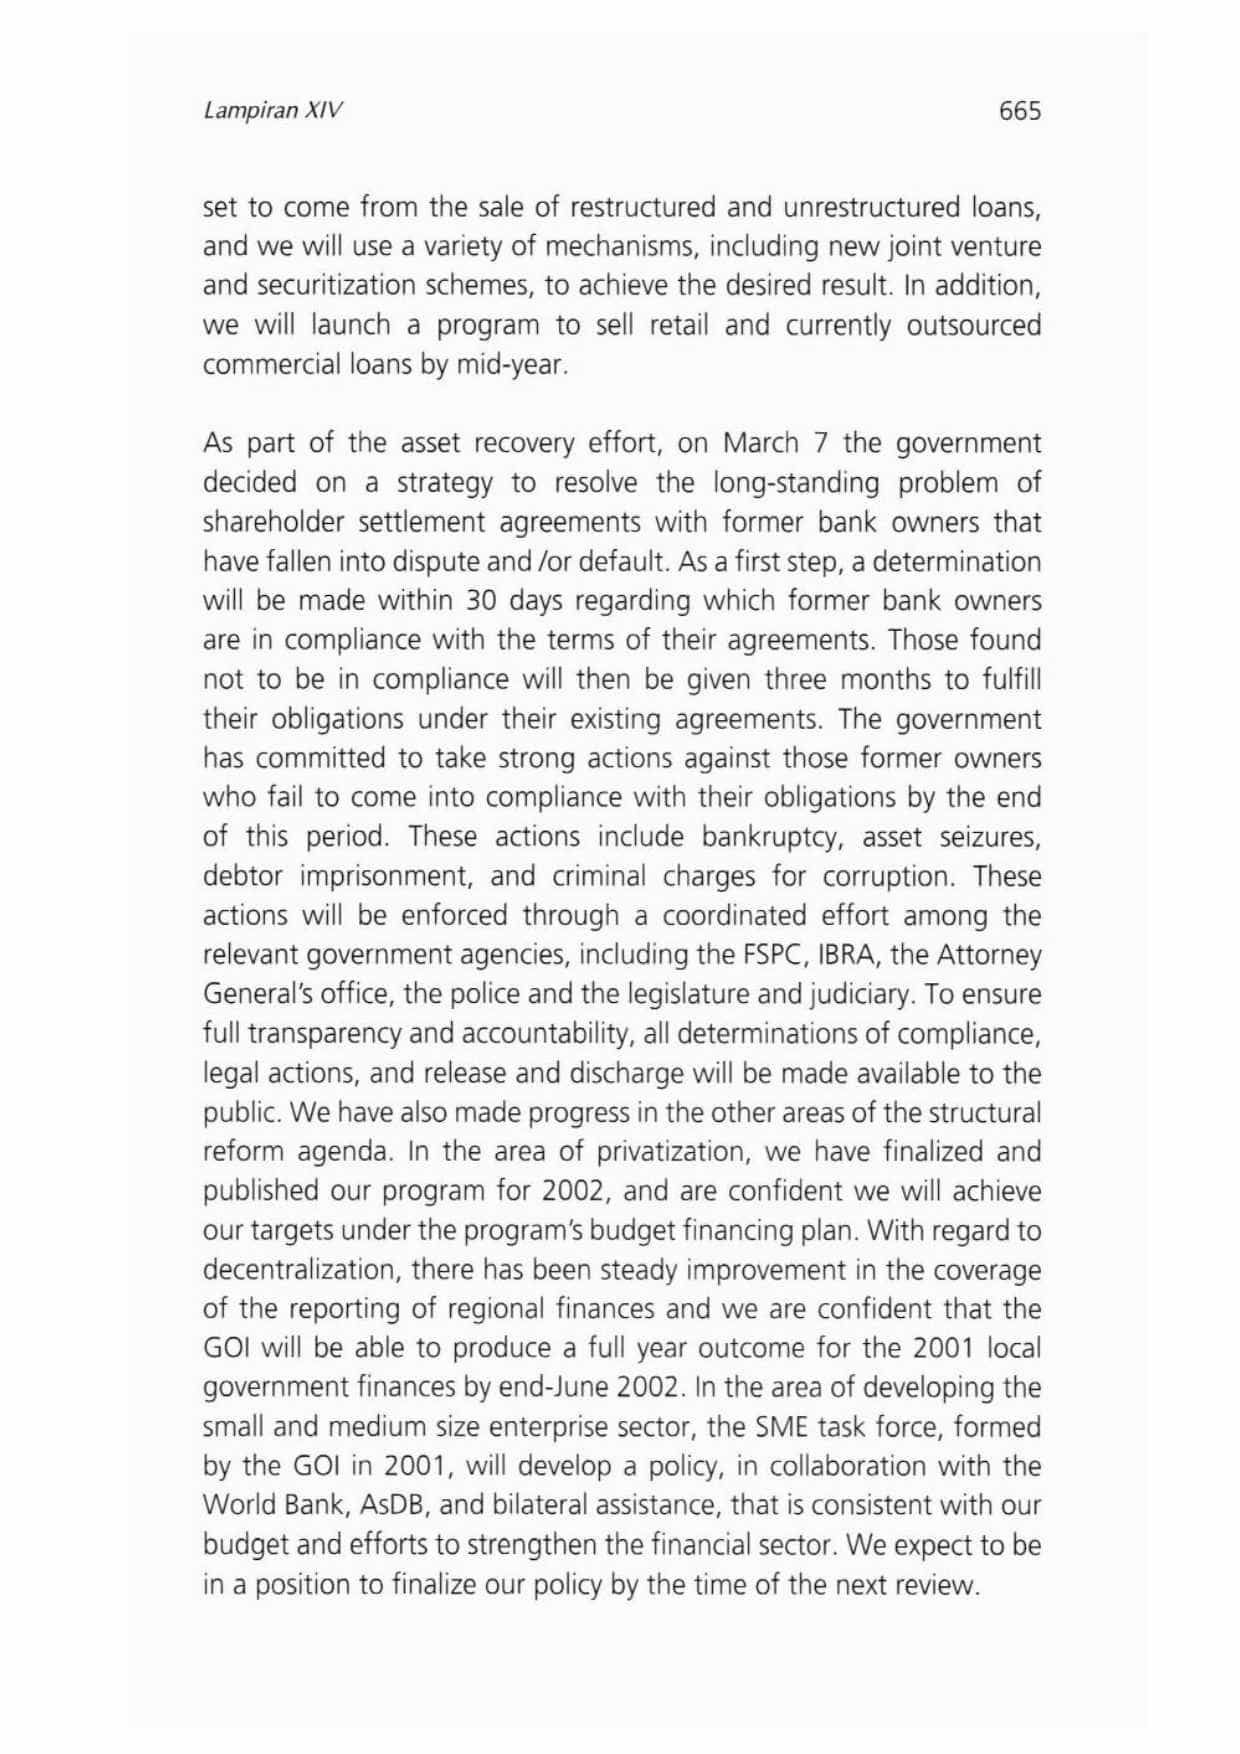 Lampiran XIV 665
set to come from the sale of restructured and unrestructured loans,
and we will use a variety of mechanisms, including new joint venture
and securitization schemes, to achieve the desired result. In addition,
we will launch a program to sell retail and currently outsourced
commercial loans by mid-year.
As part of the asset recovery effort, on March 7 the government
decided on a strategy to resolve the long-standing problem of
shareholder settlement agreements with former bank owners that
have fallen into dispute and /or default. As a first step, a determination
will be made within 30 days regarding which former bank owners
are in compliance with the terms of their agreements. Those found
not to be in compliance will then be given three months to fulfill
their obligations under their existing agreements. The government
has committed to take strong actions against those former owners
who fail to come into compliance with their obligations by the end
of this period. These actions include bankruptcy, asset seizures,
debtor imprisonment, and criminal charges for corruption. These
actions will be enforced through a coordinated effort among the
relevant government agencies, including the FSPC, IBRA, the Attorney
General's office, the police and the legislature and judiciary. To ensure
full transparency and accountability, all determinations of compliance,
legal actions, and release and discharge will be made available to the
public. We have also made progress in the other areas of the structural
reform agenda. In the area of privatization, we have finalized and
published our program for 2002, and are confident we will achieve
our targets under the program's budget financing plan. With regard to
decentralization, there has been steady improvement in the coverage
of the reporting of regional finances and we are confident that the
GOI will be able to produce a full year outcome for the 2001 local
government finances by end-June 2002. In the area of developing the
small and medium size enterprise sector, the SME task force, formed
by the GOI in 2001, will develop a policy, in collaboration with the
World Bank, AsDB, and bilateral assistance, that is consistent with our
budget and efforts to strengthen the financial sector. We expect to be
in a position to finalize our policy by the time of the next review.